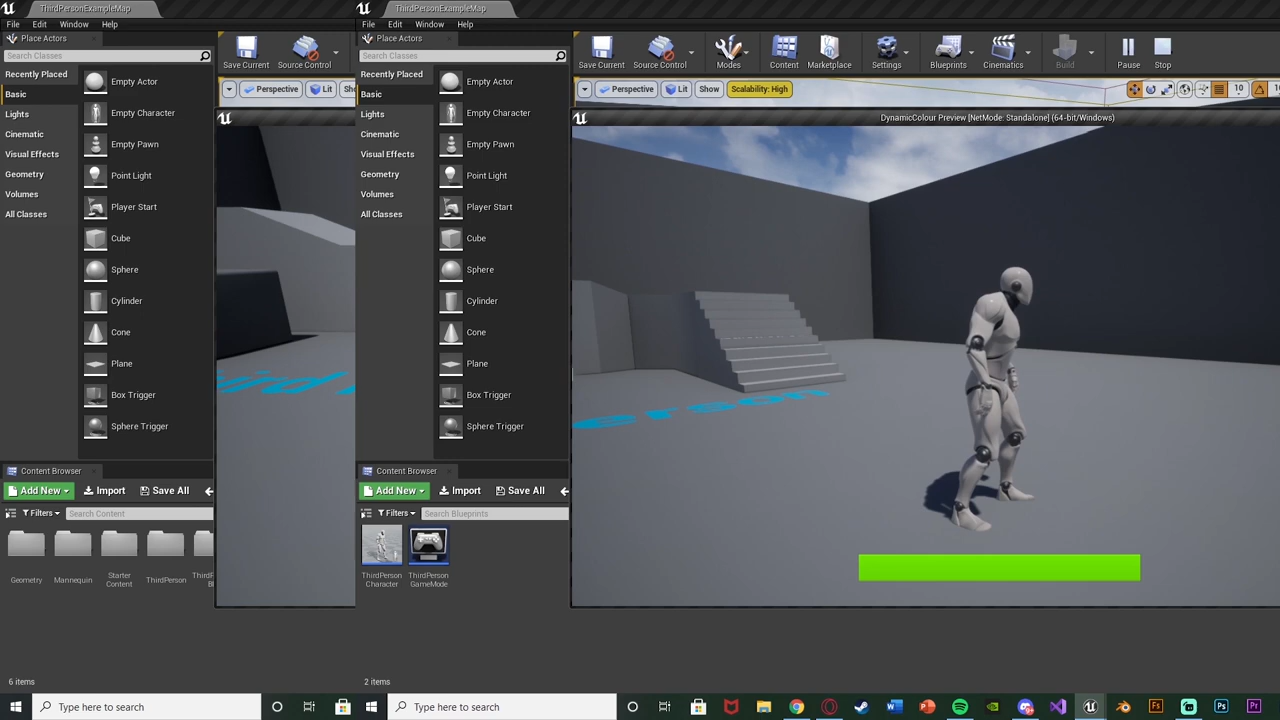 ThirdPersonExampleMap
File Edit Window Help
Place Actors
Search Classes
Recently Placed
Basic
Lights
Cinematic
Visual Effects
Geometry
Volumes
All Classes
Empty Actor
Empty Character
Empty Pawn
Point Light
Player Start
Cube
Sphere
Cylinder
Cone
Plane
Box Trigger
Sphere Trigger
Save Current
Source Control
Perspective
Lit
Content Browser
Add New
Import
Save All
Filters
Search Content
Geometry
Mannequin
Starter
Content
ThirdPerson
6 items
Type here to search
ThirdPersonExampleMap
File Edit Window Help
Place Actors
Search Classes
Recently Placed
Basic
Lights
Cinematic
Visual Effects
Geometry
Volumes
All Classes
Empty Actor
Empty Character
Empty Pawn
Point Light
Player Start
Cube
Sphere
Cylinder
Cone
Plane
Box Trigger
Sphere Trigger
Save Current
Source Control
Modes
Content
Marketplace
Settings
Blueprints
Cinematics
Build
Pause
Stop
Perspective
Lit
Show
Scalability: High
10
DynamicColour Preview [NetMode: Standalone] (64-bit/Windows)
erson
Content Browser
Add New
Import
Save All
Filters
Search Blueprints
ThirdPerson
Character
ThirdPerson
GameMode
2 items
Type here to search